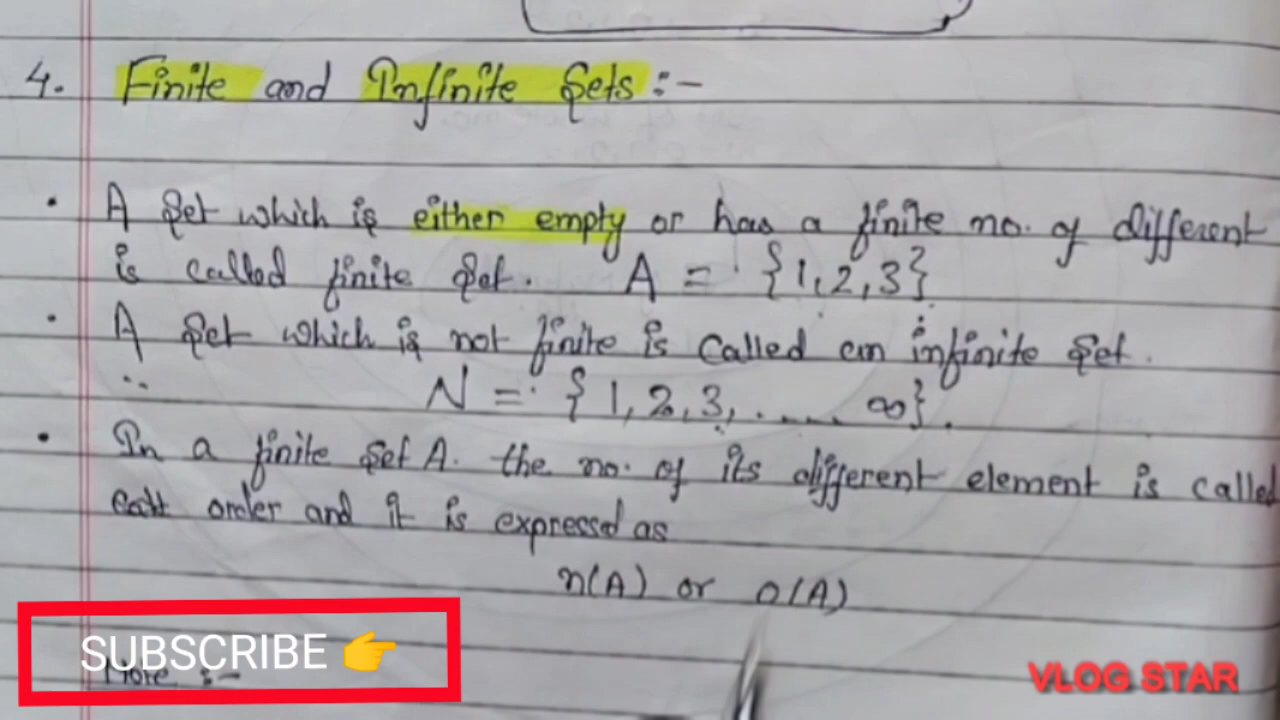 4. Finite and Infinite Sets :-
• A set which is either empty or has a finite no. of different
is called finite set. A = {1, 2, 3}
• A set which is not finite is called an infinite set.
∵ N = {1, 2, 3, ..... ∞}.
• In a finite set A. the no. of its different element is called
order and it is expressed as
n(A) or O(A)
SUBSCRIBE 👉
Note :-
VLOG STAR